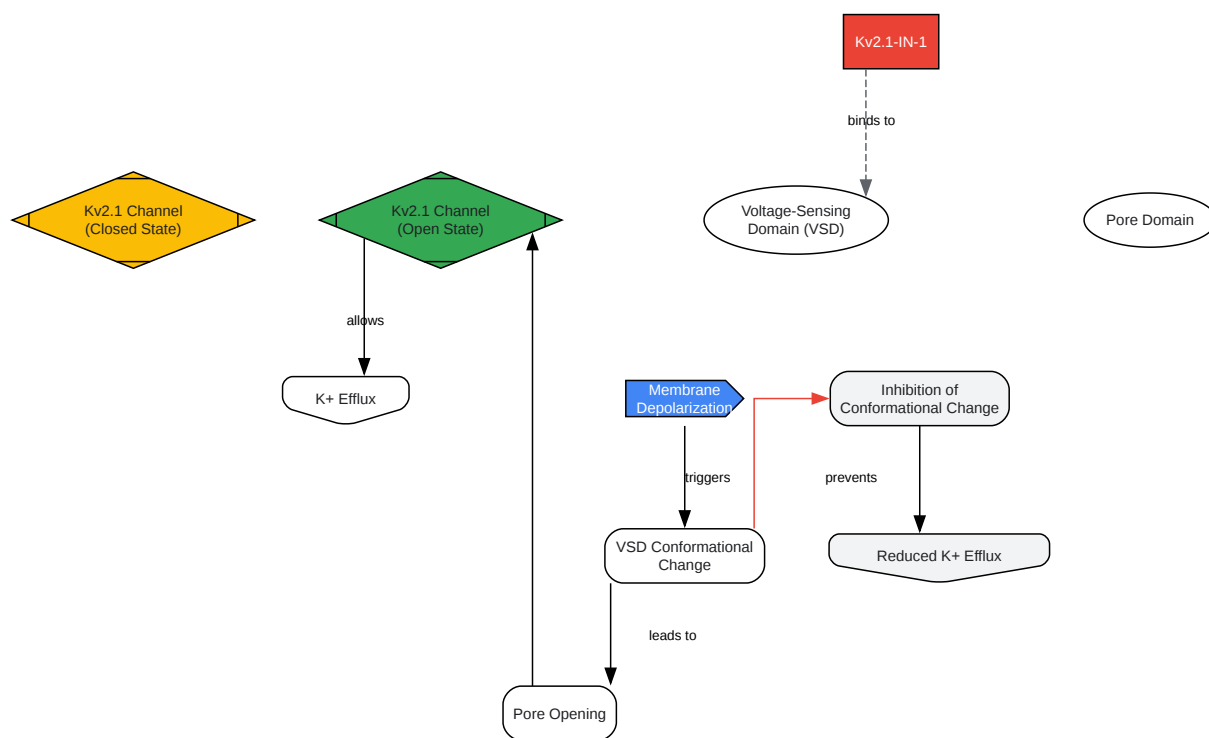 Kv2.1-IN-1
binds to
Kv2.1 Channel
(Closed State)
Kv2.1 Channel
(Open State)
Voltage-Sensing
Domain (VSD)
Pore Domain
allows
K+ Efflux
Membrane
Depolarization
Inhibition of
Conformational Change
triggers
prevents
VSD Conformational
Change
Reduced K+ Efflux
leads to
Pore Opening